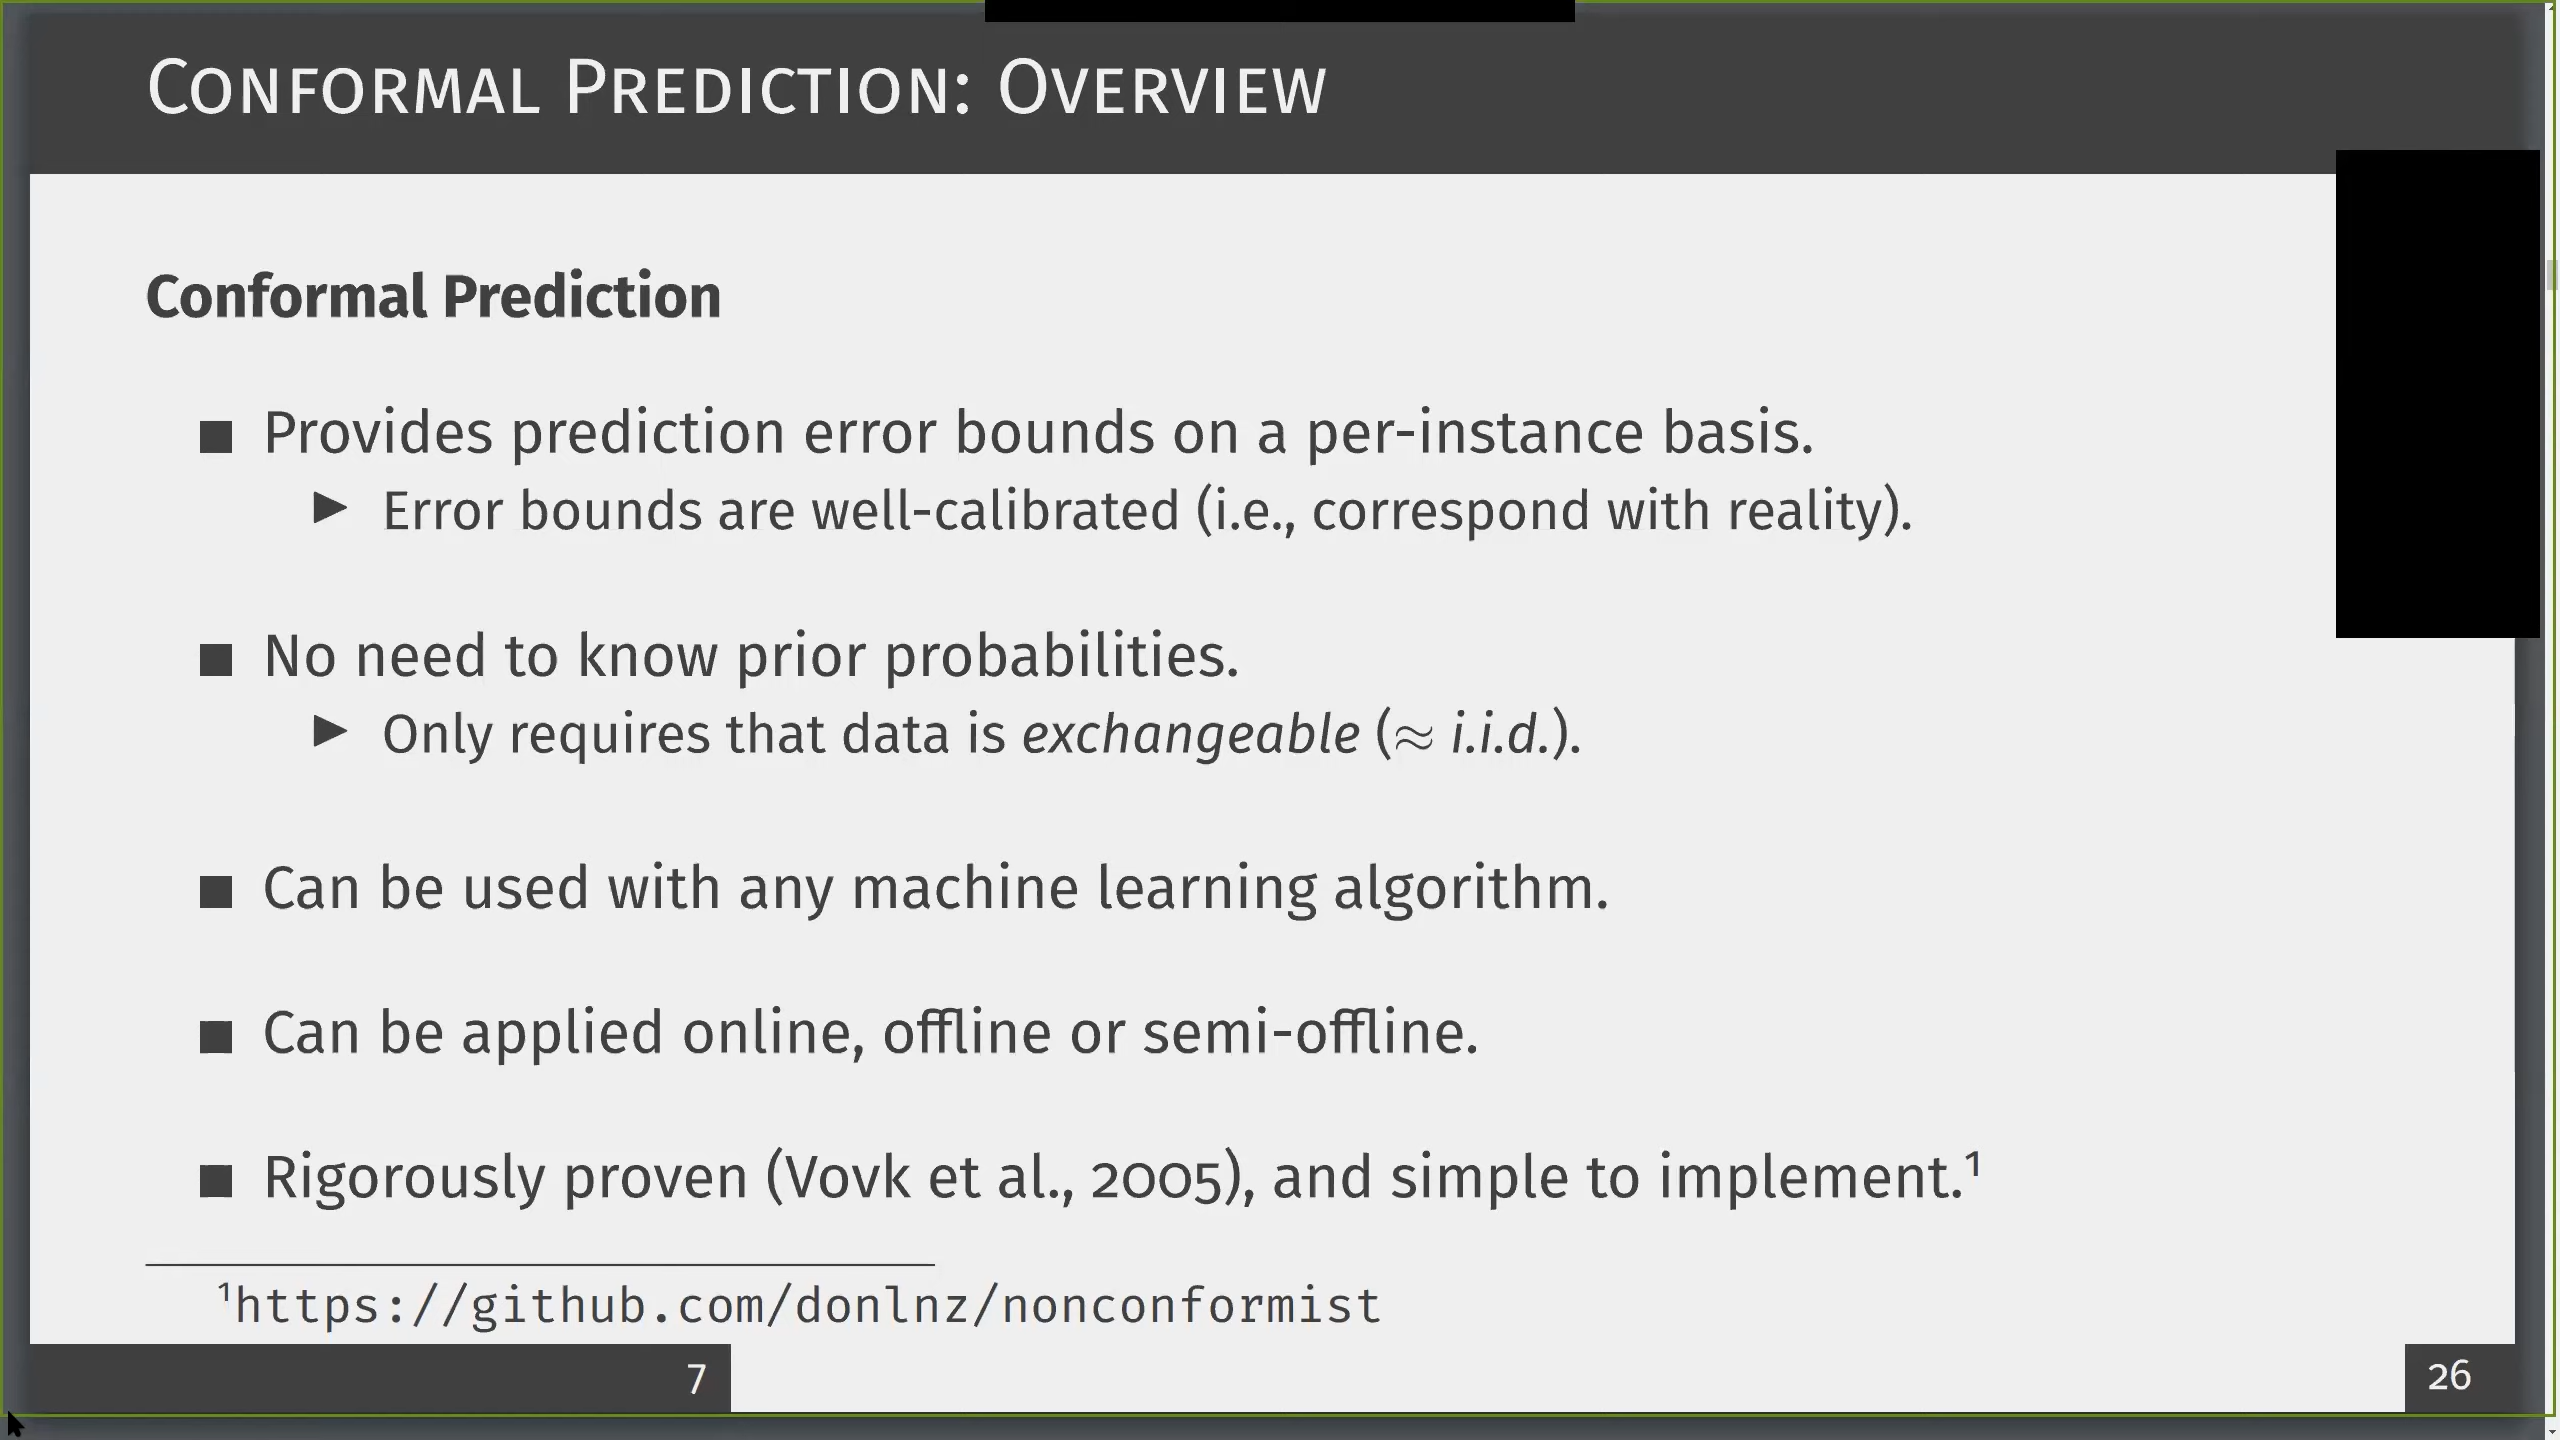 Conformal Prediction: Overview
Conformal Prediction
■ Provides prediction error bounds on a per-instance basis.
▶ Error bounds are well-calibrated (i.e., correspond with reality).
■ No need to know prior probabilities.
▶ Only requires that data is exchangeable (≈ i.i.d.).
■ Can be used with any machine learning algorithm.
■ Can be applied online, offline or semi-offline.
■ Rigorously proven (Vovk et al., 2005), and simple to implement.¹
¹https://github.com/donlnz/nonconformist
7
26